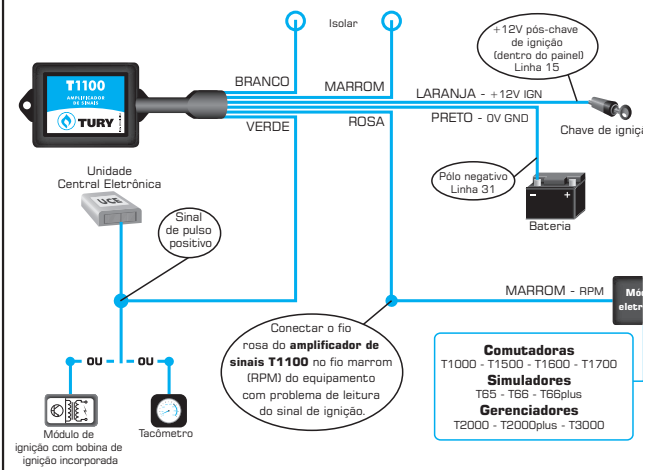 Isolar
+12V pós-chave
de ignição
(dentro do painel)
Linha 15
T1100
AMPLIFICADOR
DE SINAIS
TURY
BRANCO
MARROM
LARANJA - +12V IGN
VERDE
ROSA
PRETO - 0V GND
Chave de igniçã
Pólo negativo
Linha 31
Bateria
Unidade
Central Eletrônica
UCE
Sinal
de pulso
positivo
MARROM - RPM
Conectar o fio
rosa do amplificador de
sinais T1100 no fio marrom
(RPM) do equipamento
com problema de leitura
do sinal de ignição.
OU
OU
Módulo de
ignição com bobina de
ignição incorporada
Tacômetro
Comutadoras
T1000 - T1500 - T1600 - T1700
Simuladores
T65 - T66 - T66plus
Gerenciadores
T2000 - T2000plus - T3000